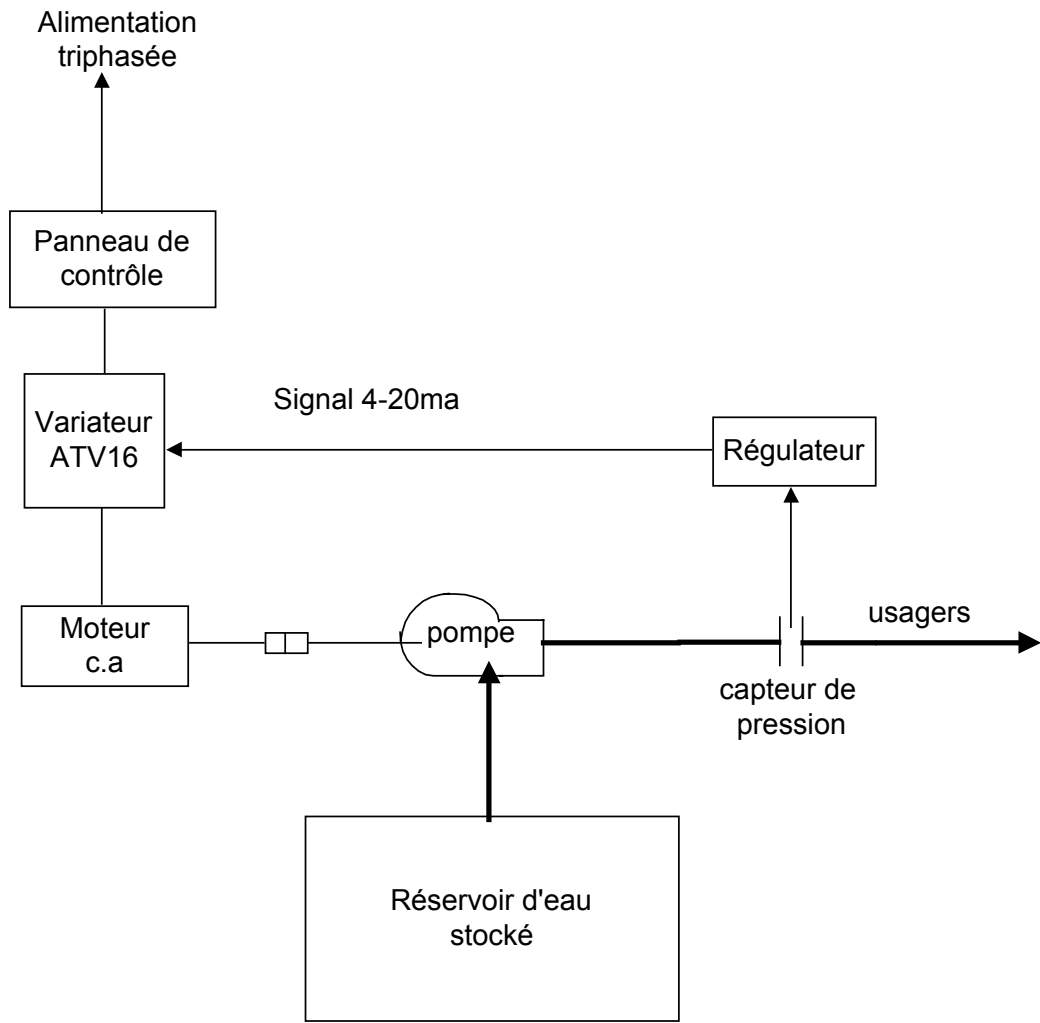 Alimentation
triphasée
Panneau de
contrôle
Signal 4-20ma
Variateur
ATV16
Régulateur
Moteur
c.a
pompe
usagers
capteur de
pression
Réservoir d'eau
stocké